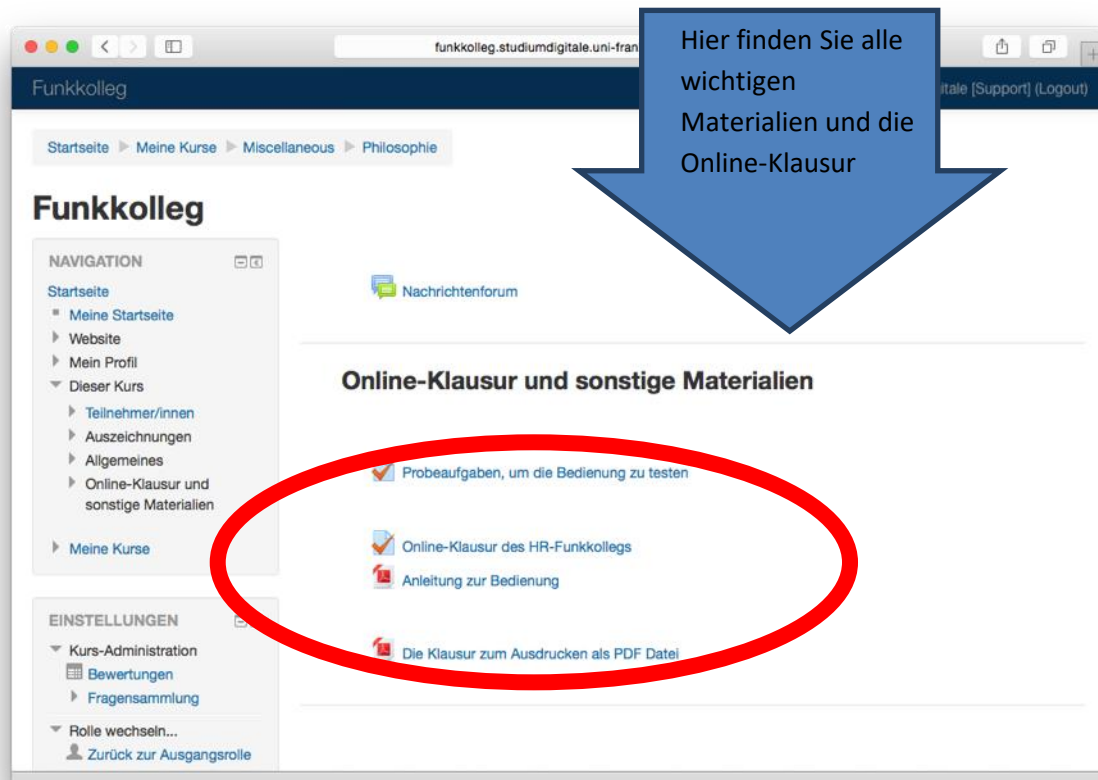 funkkolleg.studiumdigitale.uni-fran
Hier finden Sie alle
wichtigen
Materialien und die
Online-Klausur
Funkkolleg
itale [Support] (Logout)
Startseite Meine Kurse Miscellaneous Philosophie
Funkkolleg
NAVIGATION
Startseite
Meine Startseite
Website
Mein Profil
Dieser Kurs
Teilnehmer/innen
Auszeichnungen
Allgemeines
Online-Klausur und
sonstige Materialien
Meine Kurse
EINSTELLUNGEN
Kurs-Administration
Bewertungen
Fragensammlung
Rolle wechseln...
Zurück zur Ausgangsrolle
Nachrichtenforum
Online-Klausur und sonstige Materialien
Probeaufgaben, um die Bedienung zu testen
Online-Klausur des HR-Funkkollegs
Anleitung zur Bedienung
Die Klausur zum Ausdrucken als PDF Datei